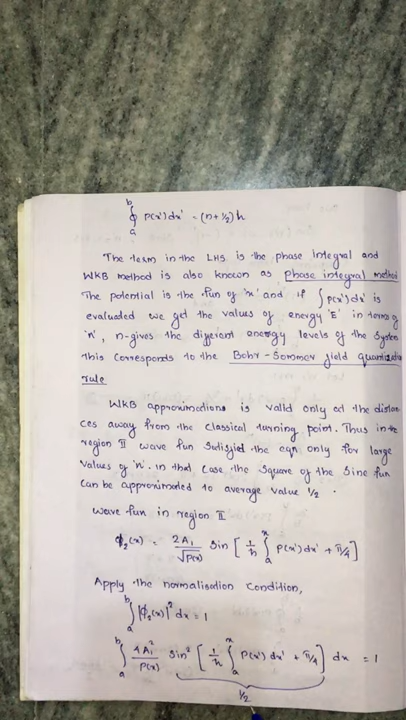 ∮ₐᵇ p(x')dx' = (n+½)h
The term in the LHS is the phase integral and
WKB method is also known as phase integral method
The potential is the fun of 'x' and if ∫p(x')dx' is
evaluated we get the values of energy 'E' in terms of
'n', n-gives the different energy levels of the system
this corresponds to the Bohr-Sommerfield quantization
rule
WKB approximations is valid only at the distan
ces away from the classical turning point. Thus in the
region II wave fun satisfied the eqn only for large
values of 'n'. In that case the square of the sine fun
can be approximated to average value ½.
wave fun in region II
ϕ₂(x) = 2A₁/√p(x) sin [ 1/ħ ∫ₐˣ p(x')dx' + π/4 ]
Apply the normalisation condition,
∫ₐᵇ |ϕ₂(x)|² dx = 1
∫ₐᵇ 4A₁²/p(x) sin² [ 1/ħ ∫ₐˣ p(x')dx' + π/4 ] dx = 1
½